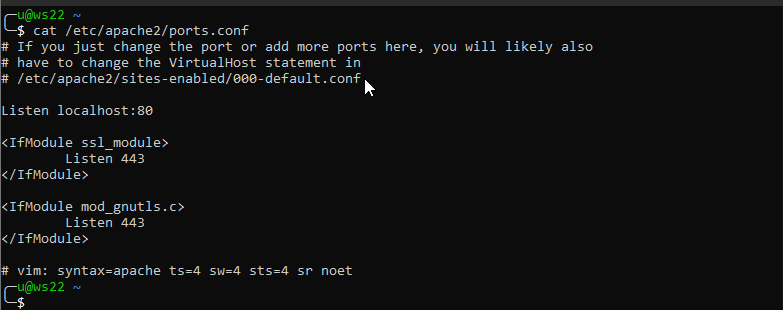 ╭─u@ws22 ~
╰─$ cat /etc/apache2/ports.conf
# If you just change the port or add more ports here, you will likely also
# have to change the VirtualHost statement in
# /etc/apache2/sites-enabled/000-default.conf

Listen localhost:80

<IfModule ssl_module>
        Listen 443
</IfModule>

<IfModule mod_gnutls.c>
        Listen 443
</IfModule>

# vim: syntax=apache ts=4 sw=4 sts=4 sr noet
╭─u@ws22 ~
╰─$